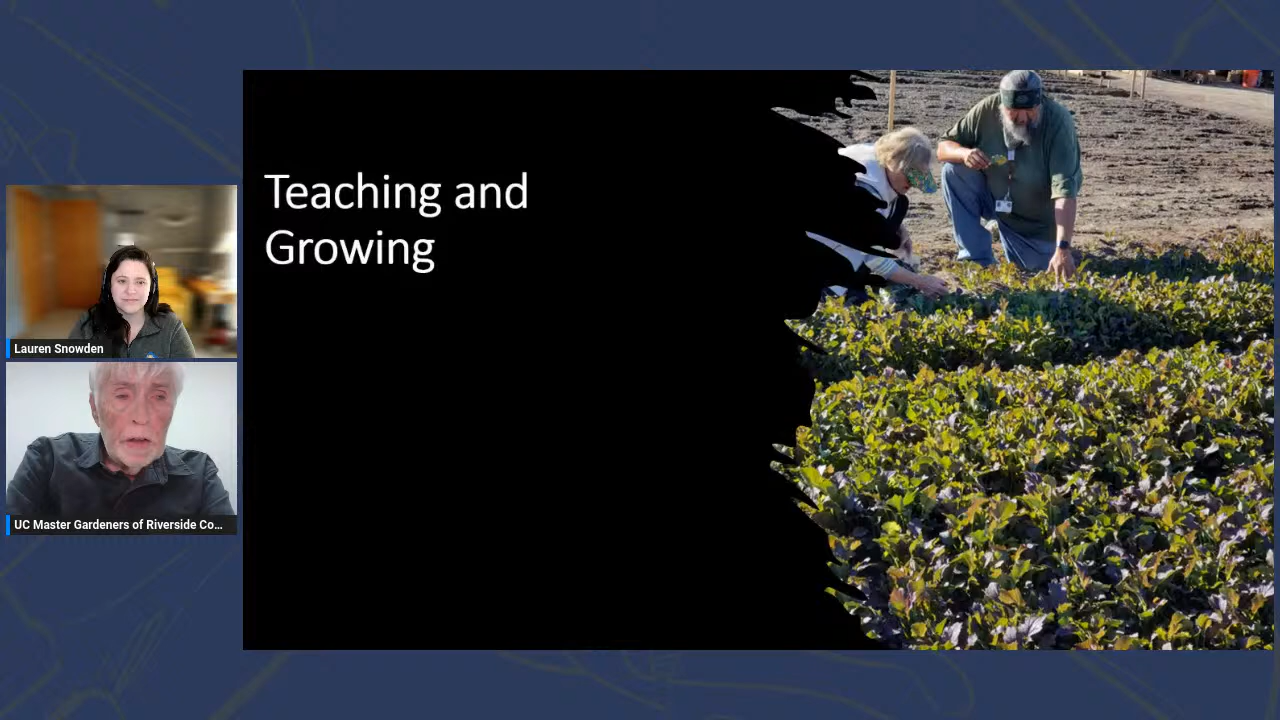 Teaching and
Growing
Lauren Snowden
UC Master Gardeners of Riverside Co...